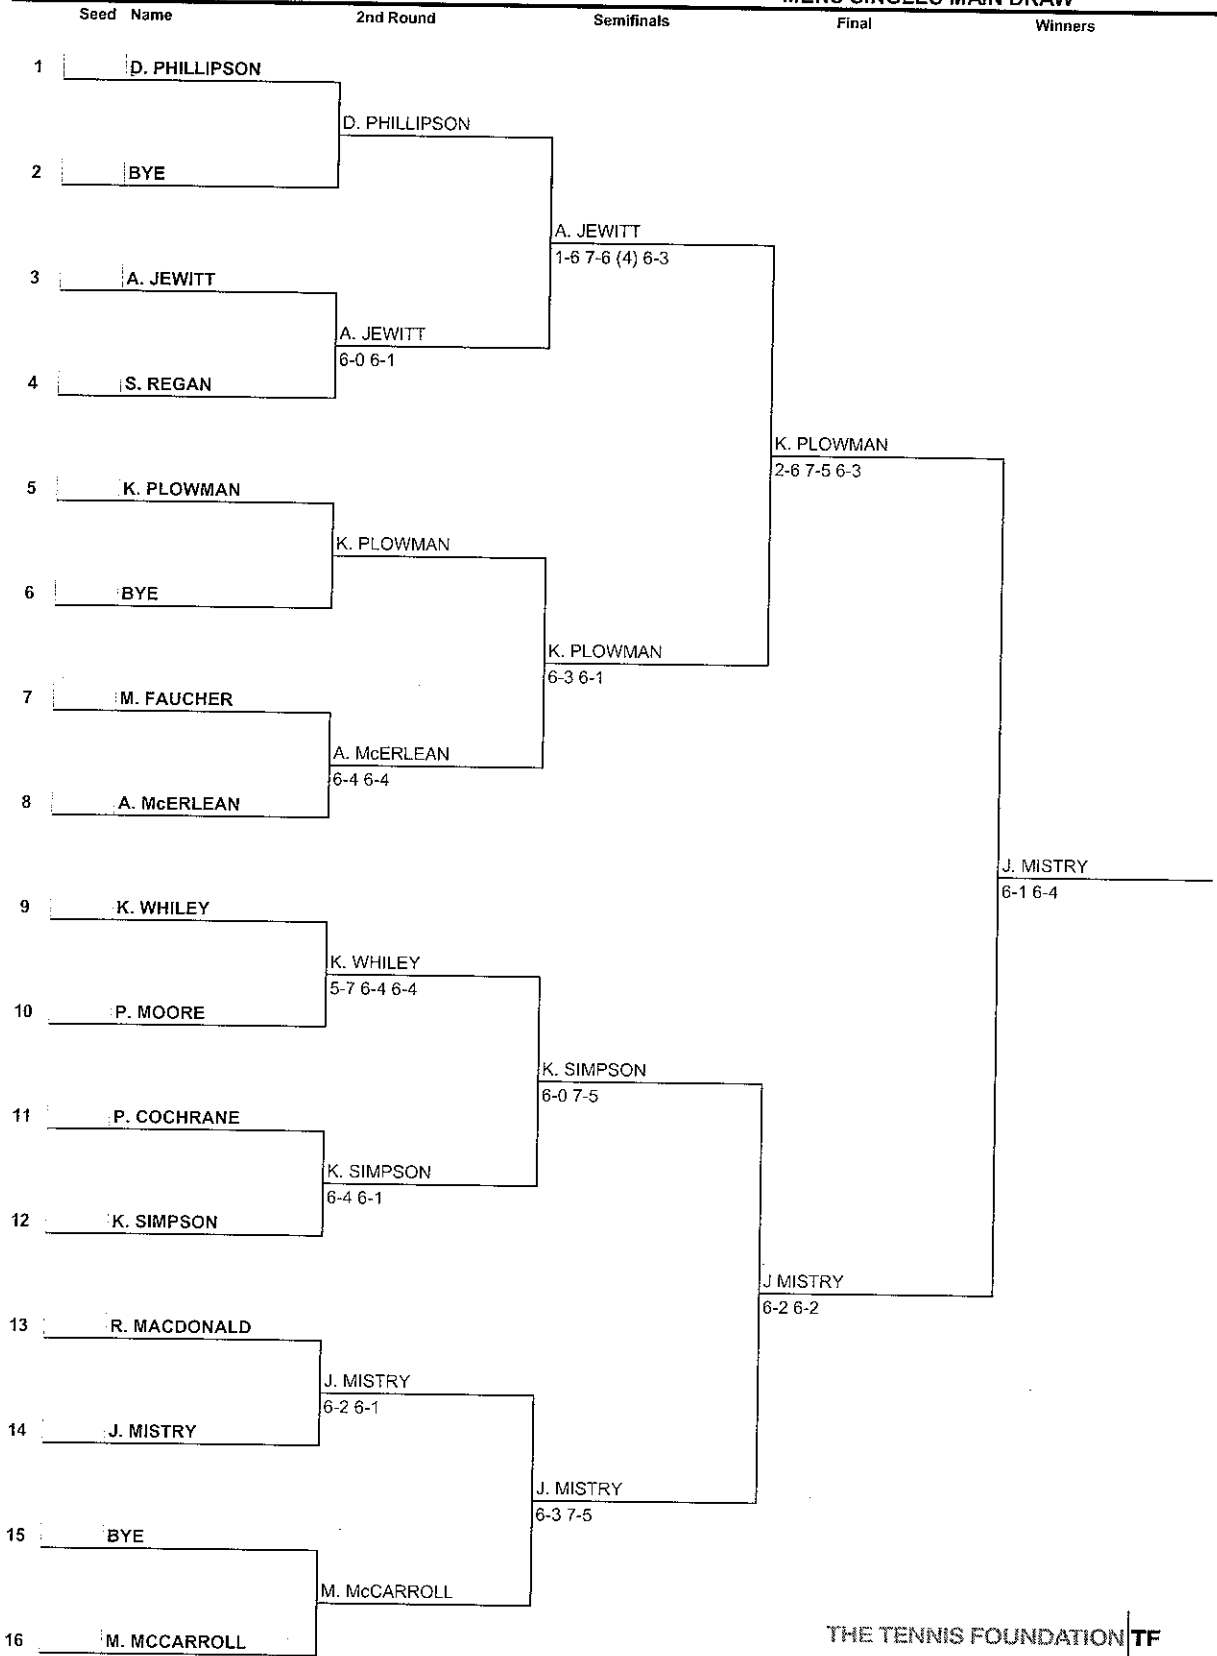 MENS SINGLES MAIN DRAW
Seed Name 2nd Round Semifinals Final Winners
1 D. PHILLIPSON
D. PHILLIPSON
2 BYE
A. JEWITT
1-6 7-6 (4) 6-3
3 A. JEWITT
A. JEWITT
6-0 6-1
4 S. REGAN
K. PLOWMAN
2-6 7-5 6-3
5 K. PLOWMAN
K. PLOWMAN
6 BYE
K. PLOWMAN
6-3 6-1
7 M. FAUCHER
A. McERLEAN
6-4 6-4
8 A. McERLEAN
J. MISTRY
6-1 6-4
9 K. WHILEY
K. WHILEY
5-7 6-4 6-4
10 P. MOORE
K. SIMPSON
6-0 7-5
11 P. COCHRANE
K. SIMPSON
6-4 6-1
12 K. SIMPSON
J MISTRY
6-2 6-2
13 R. MACDONALD
J. MISTRY
6-2 6-1
14 J. MISTRY
J. MISTRY
6-3 7-5
15 BYE
M. McCARROLL
16 M. MCCARROLL
THE TENNIS FOUNDATION TF